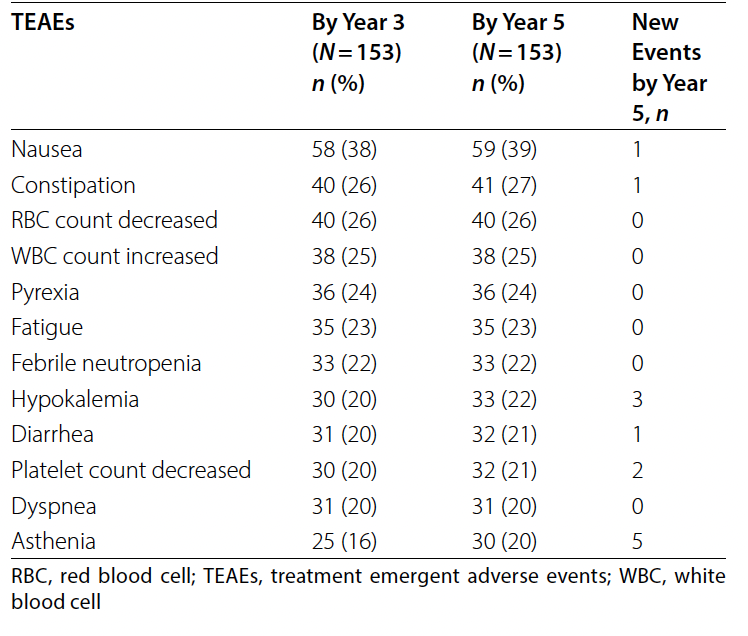 TEAEs By Year 3 By Year 5 New
(N = 153) (N = 153) Events
n (%) n (%) by Year
5, n
Nausea 58 (38) 59 (39) 1
Constipation 40 (26) 41 (27) 1
RBC count decreased 40 (26) 40 (26) 0
WBC count increased 38 (25) 38 (25) 0
Pyrexia 36 (24) 36 (24) 0
Fatigue 35 (23) 35 (23) 0
Febrile neutropenia 33 (22) 33 (22) 0
Hypokalemia 30 (20) 33 (22) 3
Diarrhea 31 (20) 32 (21) 1
Platelet count decreased 30 (20) 32 (21) 2
Dyspnea 31 (20) 31 (20) 0
Asthenia 25 (16) 30 (20) 5
RBC, red blood cell; TEAEs, treatment emergent adverse events; WBC, white
blood cell